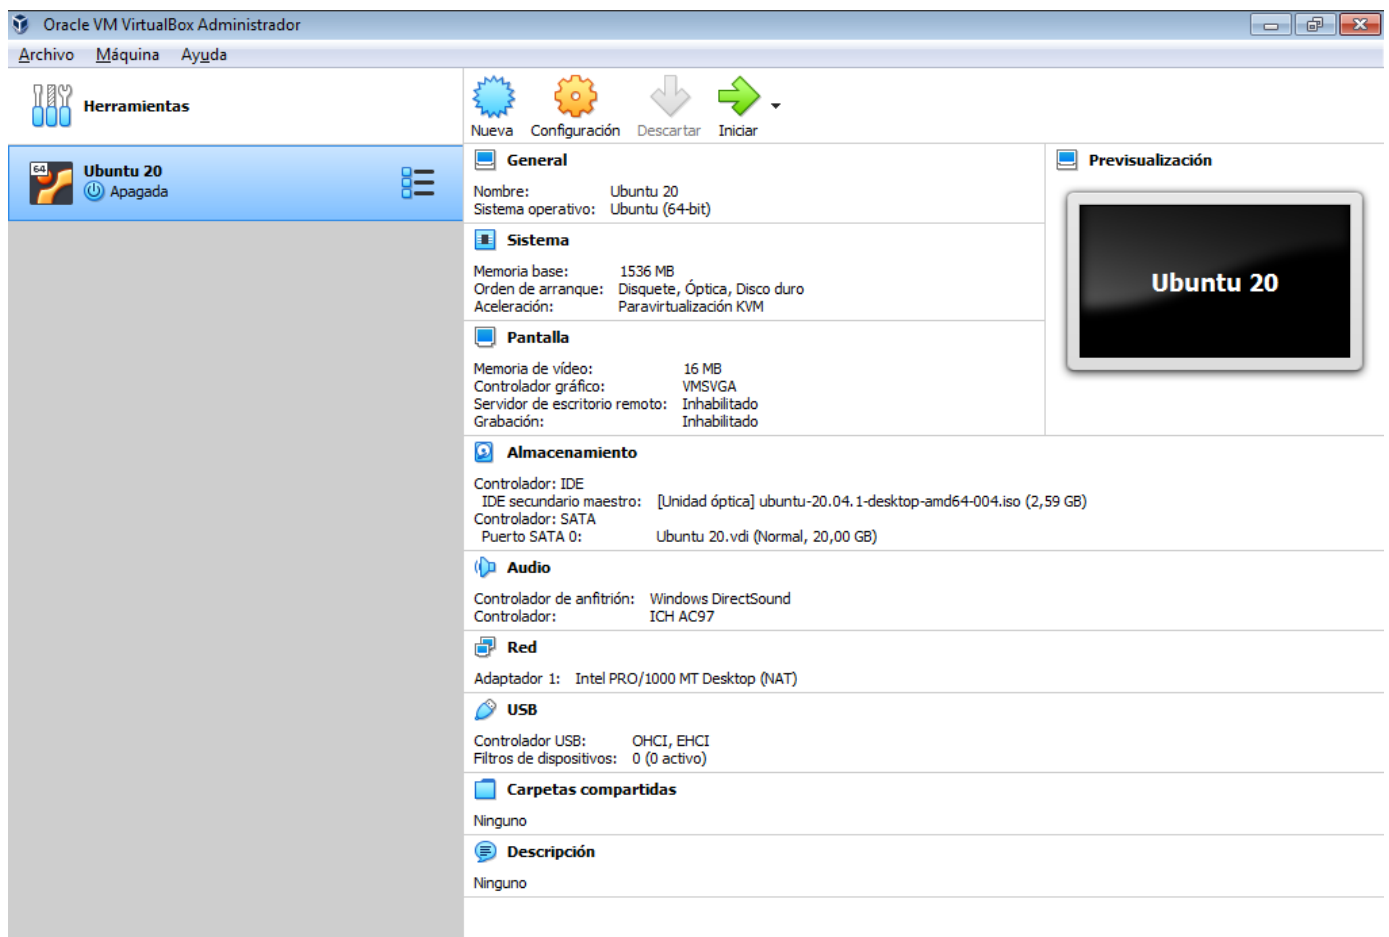 Oracle VM VirtualBox Administrador
Archivo Máquina Ayuda
Herramientas
64
Ubuntu 20
Apagada
Nueva Configuración Descartar Iniciar
General
Nombre: Ubuntu 20
Sistema operativo: Ubuntu (64-bit)
Sistema
Memoria base: 1536 MB
Orden de arranque: Disquete, Óptica, Disco duro
Aceleración: Paravirtualización KVM
Pantalla
Memoria de vídeo: 16 MB
Controlador gráfico: VMSVGA
Servidor de escritorio remoto: Inhabilitado
Grabación: Inhabilitado
Previsualización
Ubuntu 20
Almacenamiento
Controlador: IDE
IDE secundario maestro: [Unidad óptica] ubuntu-20.04.1-desktop-amd64-004.iso (2,59 GB)
Controlador: SATA
Puerto SATA 0: Ubuntu 20.vdi (Normal, 20,00 GB)
Audio
Controlador de anfitrión: Windows DirectSound
Controlador: ICH AC97
Red
Adaptador 1: Intel PRO/1000 MT Desktop (NAT)
USB
Controlador USB: OHCI, EHCI
Filtros de dispositivos: 0 (0 activo)
Carpetas compartidas
Ninguno
Descripción
Ninguno